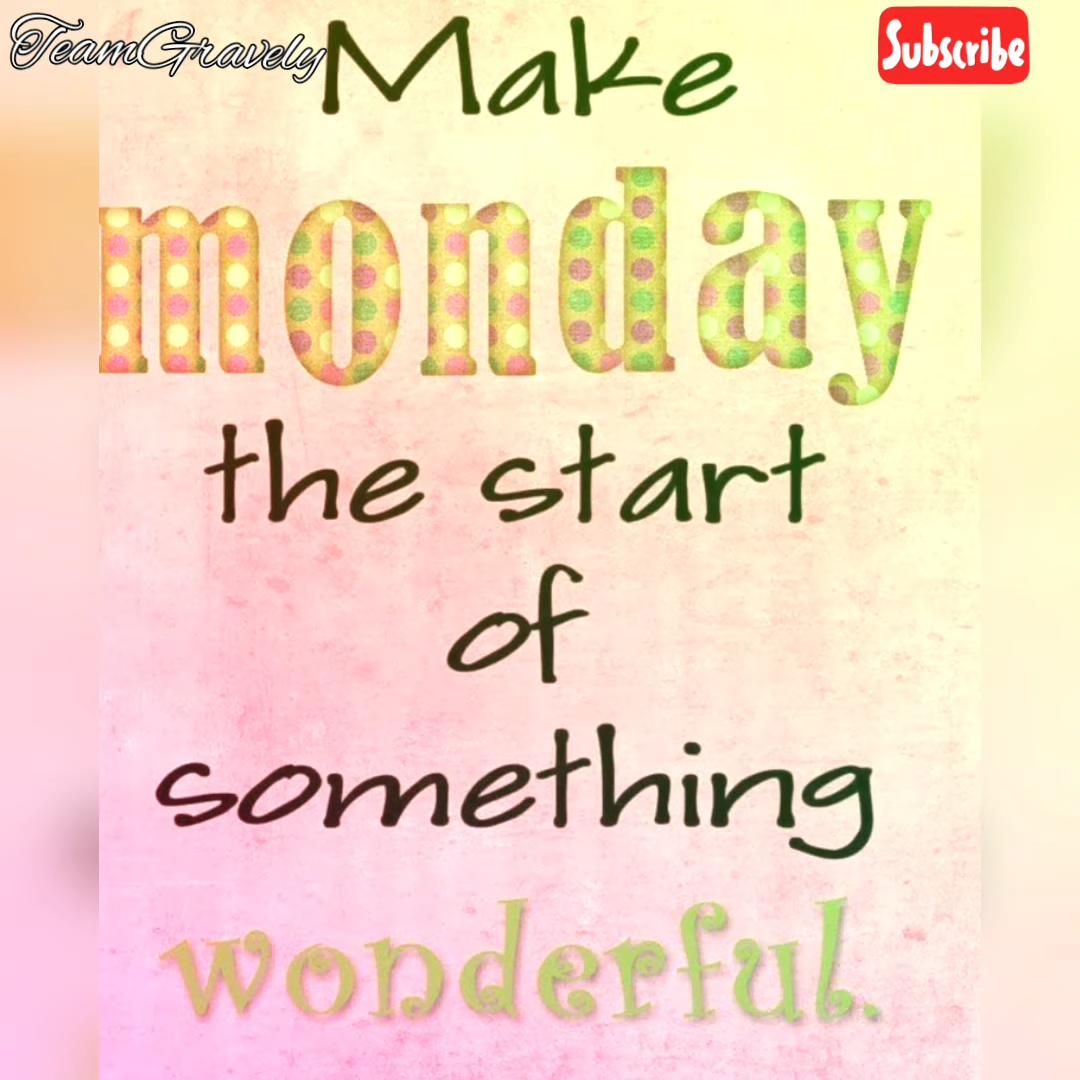 TeamGravely
Subscribe
Make
monday
the start
of
something
wonderful.